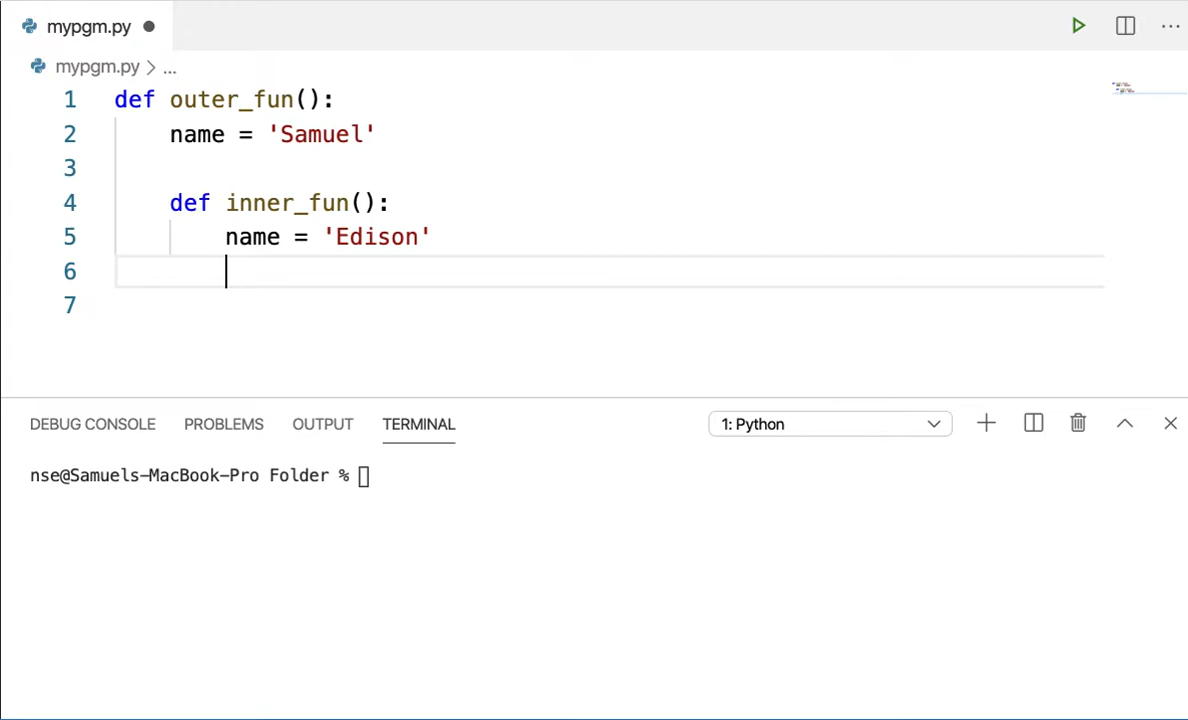 mypgm.py
mypgm.py > ...
1 def outer_fun():
2     name = 'Samuel'
3
4     def inner_fun():
5         name = 'Edison'
6
7
DEBUG CONSOLE PROBLEMS OUTPUT TERMINAL 1: Python
nse@Samuels-MacBook-Pro Folder %